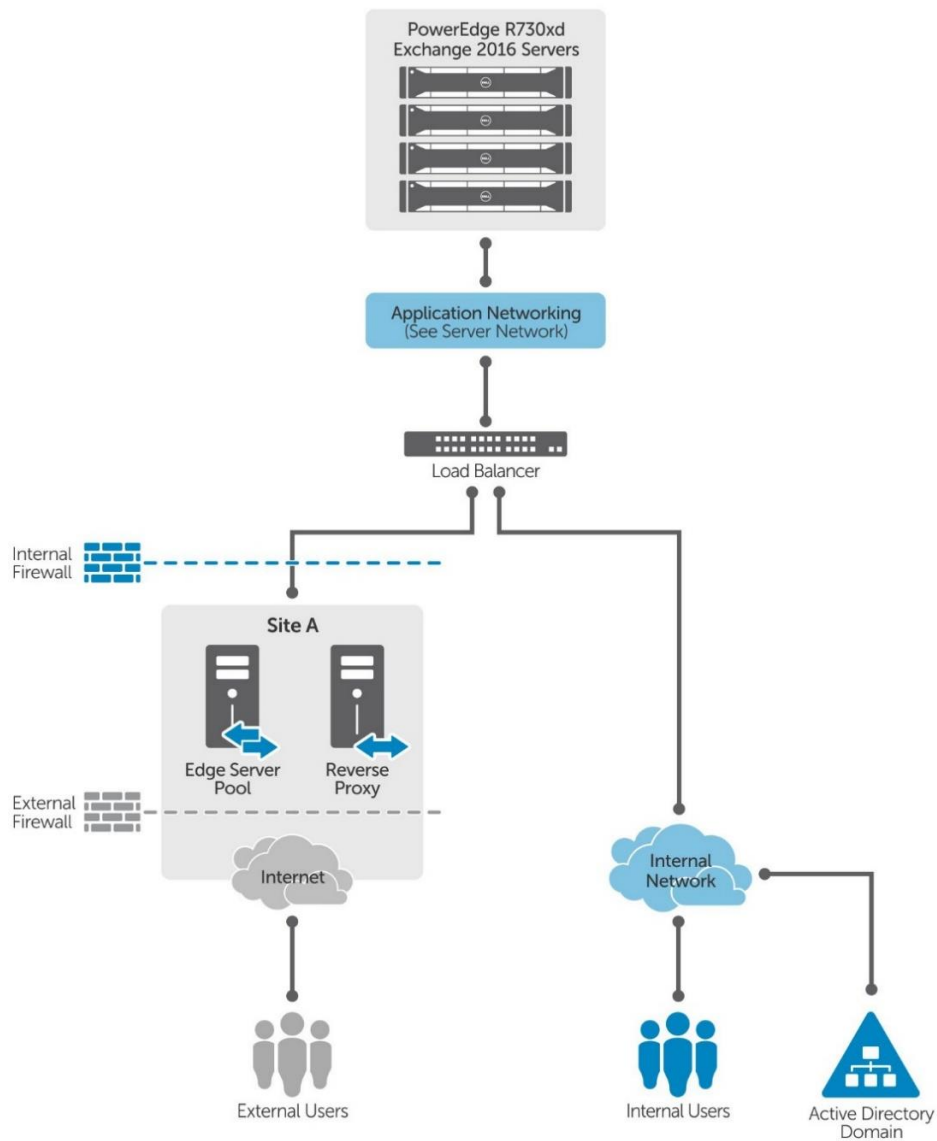 PowerEdge R730xd
Exchange 2016 Servers
Application Networking
(See Server Network)
Load Balancer
Internal
Firewall
Site A
Edge Server
Pool
Reverse
Proxy
External
Firewall
Internet
Internal
Network
External Users
Internal Users
Active Directory
Domain